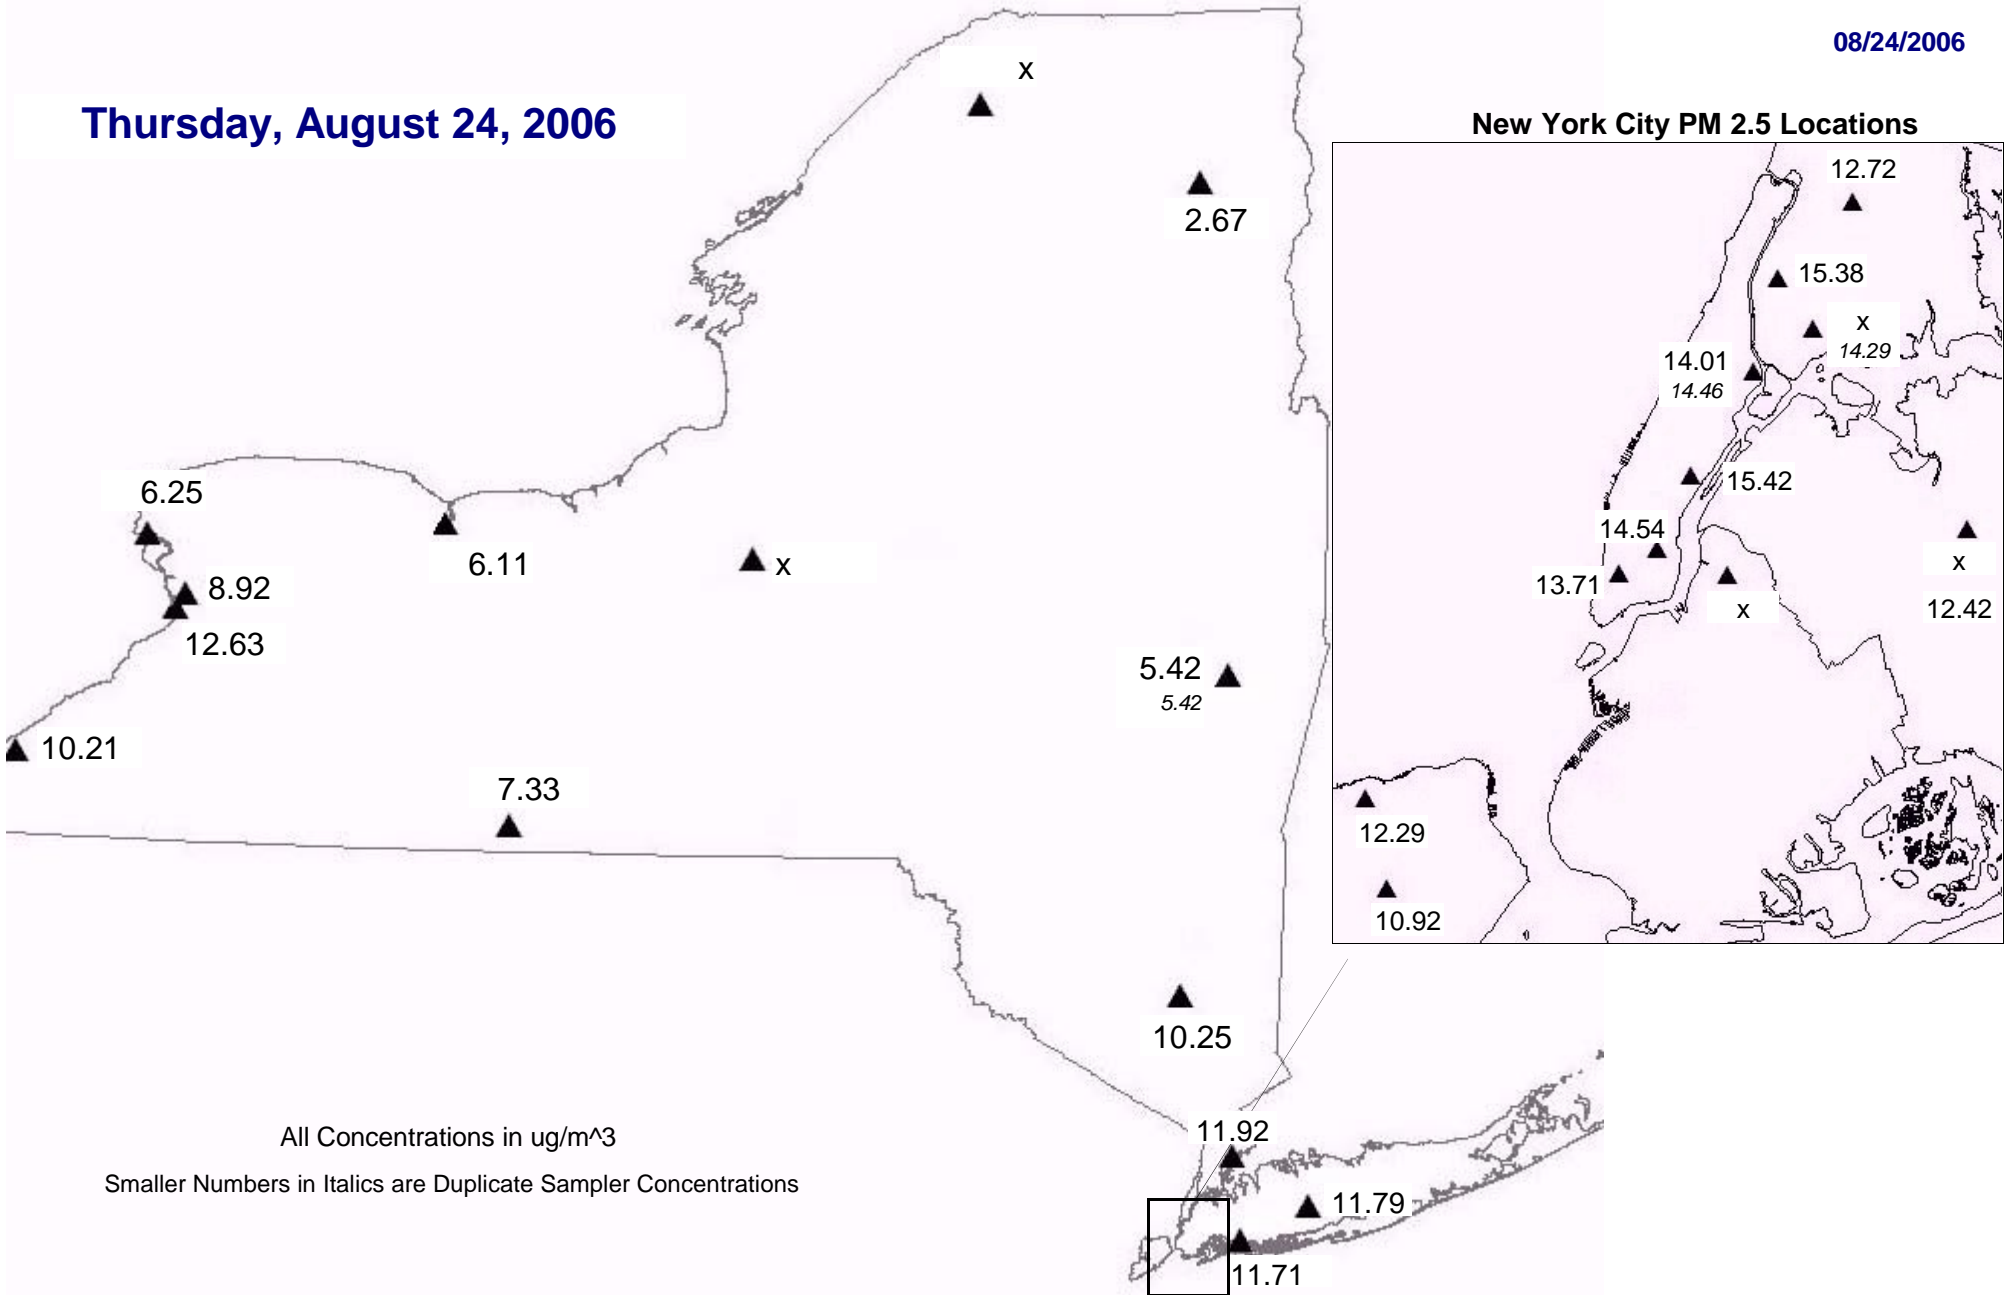 08/24/2006
Thursday, August 24, 2006
x
2.67
6.25
8.92
12.63
6.11
x
10.21
7.33
5.42
5.42
10.25
11.92
11.79
11.71
All Concentrations in ug/m^3
Smaller Numbers in Italics are Duplicate Sampler Concentrations
New York City PM 2.5 Locations
12.72
15.38
x
14.29
14.01
14.46
15.42
14.54
13.71
x
x
12.42
12.29
10.92